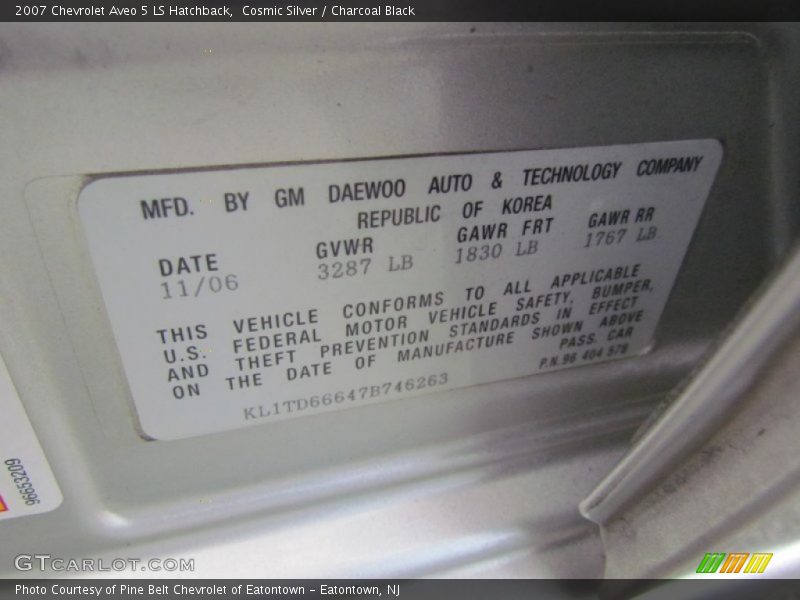 2007 Chevrolet Aveo 5 LS Hatchback,  Cosmic Silver / Charcoal Black
MFD. BY GM DAEWOO AUTO & TECHNOLOGY COMPANY
REPUBLIC OF KOREA
DATE GVWR GAWR FRT GAWR RR
11/06 3287 LB 1830 LB 1767 LB
THIS VEHICLE CONFORMS TO ALL APPLICABLE
U.S. FEDERAL MOTOR VEHICLE SAFETY, BUMPER,
AND THEFT PREVENTION STANDARDS IN EFFECT
ON THE DATE OF MANUFACTURE SHOWN ABOVE
PASS. CAR
KL1TD66647B746263 P.N.96 404 578
96653209
GTCARLOT.COM
Photo Courtesy of Pine Belt Chevrolet of Eatontown - Eatontown, NJ